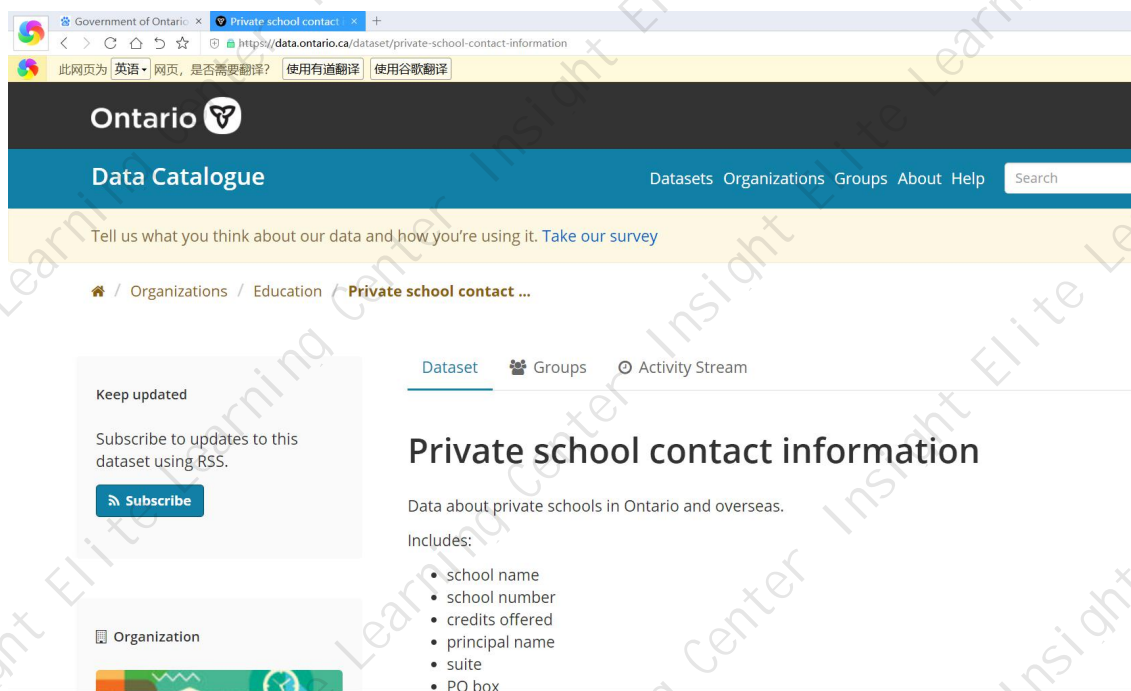 Government of Ontario
Private school contact
https://data.ontario.ca/dataset/private-school-contact-information
此网页为 英语 网页，是否需要翻译？ 使用有道翻译 使用谷歌翻译
Ontario
Data Catalogue
Datasets Organizations Groups About Help Search
Tell us what you think about our data and how you’re using it. Take our survey
/ Organizations / Education / Private school contact ...
Dataset Groups Activity Stream
Keep updated
Subscribe to updates to this
dataset using RSS.
Subscribe
Private school contact information
Data about private schools in Ontario and overseas.
Includes:
• school name
• school number
• credits offered
• principal name
• suite
• PO box
Organization
Insight Elite Learning Center